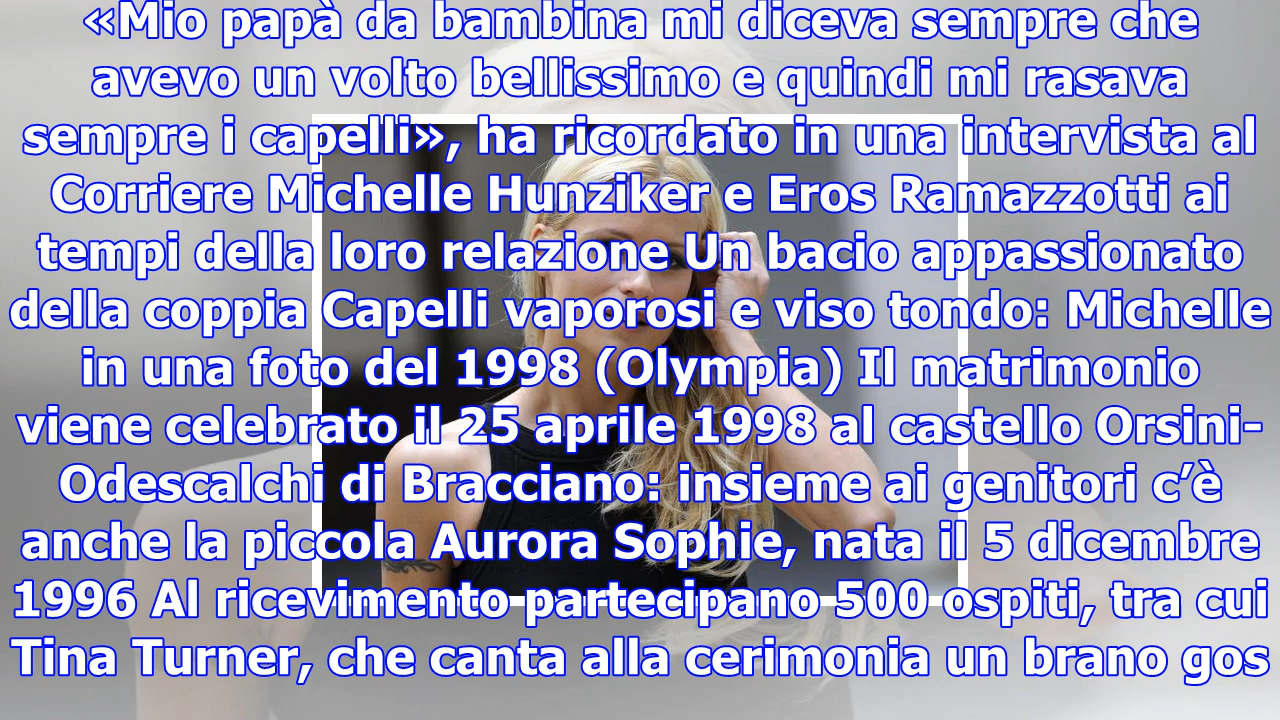 «Mio papà da bambina mi diceva sempre che
avevo un volto bellissimo e quindi mi rasava
sempre i capelli», ha ricordato in una intervista al
Corriere Michelle Hunziker e Eros Ramazzotti ai
tempi della loro relazione Un bacio appassionato
della coppia Capelli vaporosi e viso tondo: Michelle
in una foto del 1998 (Olympia) Il matrimonio
viene celebrato il 25 aprile 1998 al castello Orsini-
Odescalchi di Bracciano: insieme ai genitori c’è
anche la piccola Aurora Sophie, nata il 5 dicembre
1996 Al ricevimento partecipano 500 ospiti, tra cui
Tina Turner, che canta alla cerimonia un brano gos